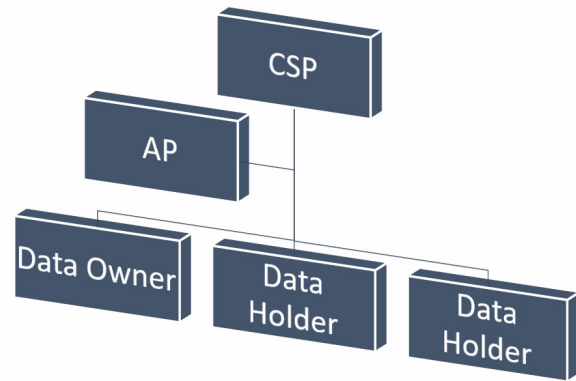 CSP
AP
Data Owner
Data
Holder
Data
Holder